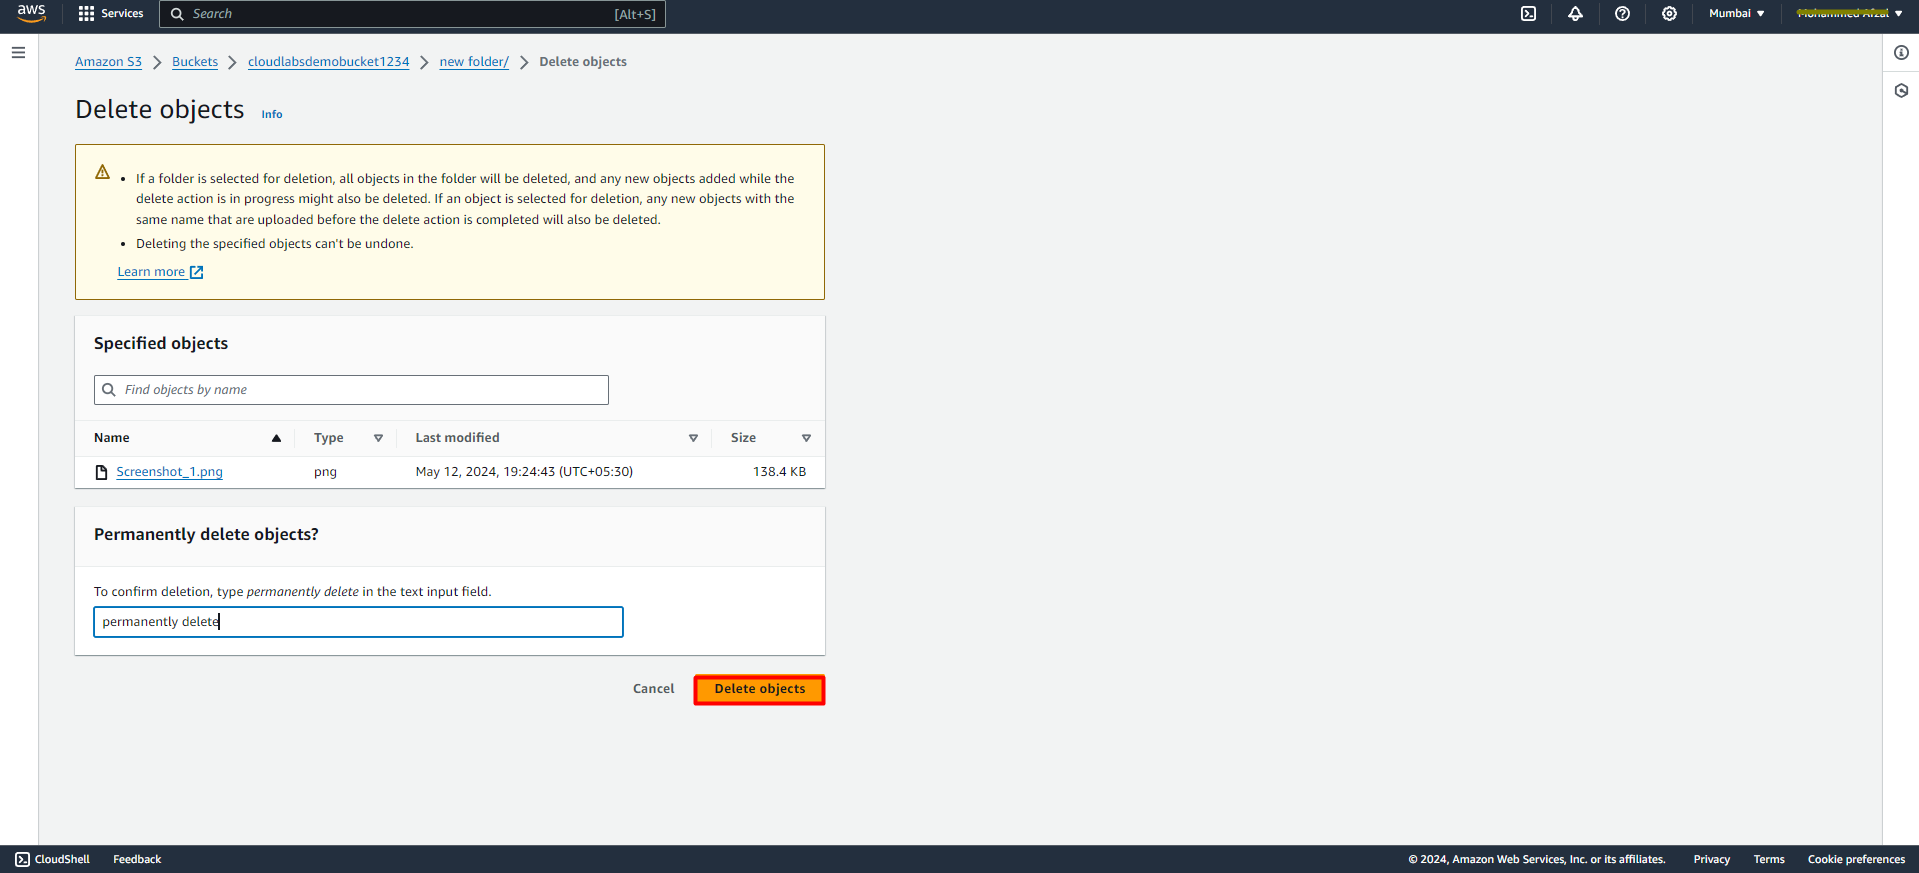 aws
Services
Search [Alt+S]
Mumbai
Mohammed Afzal
Amazon S3 Buckets cloudlabsdemobucket1234 new folder/ Delete objects
Delete objects Info
If a folder is selected for deletion, all objects in the folder will be deleted, and any new objects added while the
delete action is in progress might also be deleted. If an object is selected for deletion, any new objects with the
same name that are uploaded before the delete action is completed will also be deleted.
Deleting the specified objects can't be undone.
Learn more
Specified objects
Find objects by name
Name Type Last modified Size
Screenshot_1.png png May 12, 2024, 19:24:43 (UTC+05:30) 138.4 KB
Permanently delete objects?
To confirm deletion, type permanently delete in the text input field.
permanently delete
Cancel Delete objects
CloudShell Feedback © 2024, Amazon Web Services, Inc. or its affiliates. Privacy Terms Cookie preferences